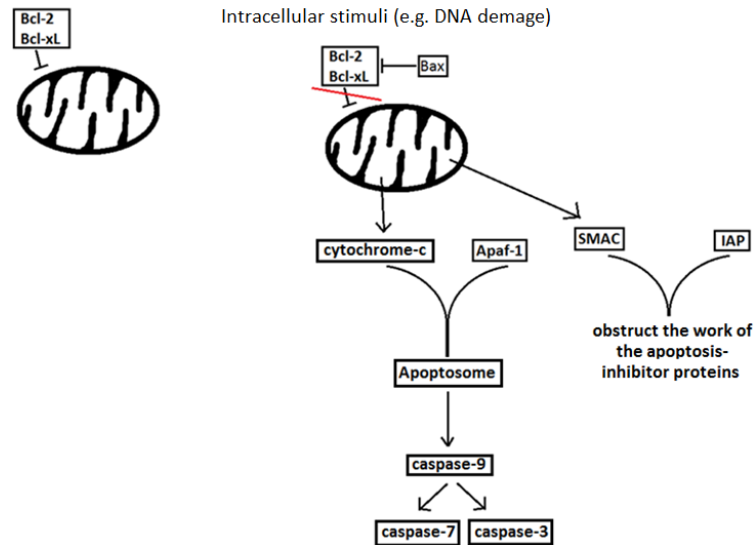 Bcl-2
Bcl-xL
Intracellular stimuli (e.g. DNA demage)
Bcl-2
Bcl-xL
Bax
cytochrome-c
Apaf-1
SMAC
IAP
obstruct the work of
the apoptosis-
inhibitor proteins
Apoptosome
caspase-9
caspase-7
caspase-3